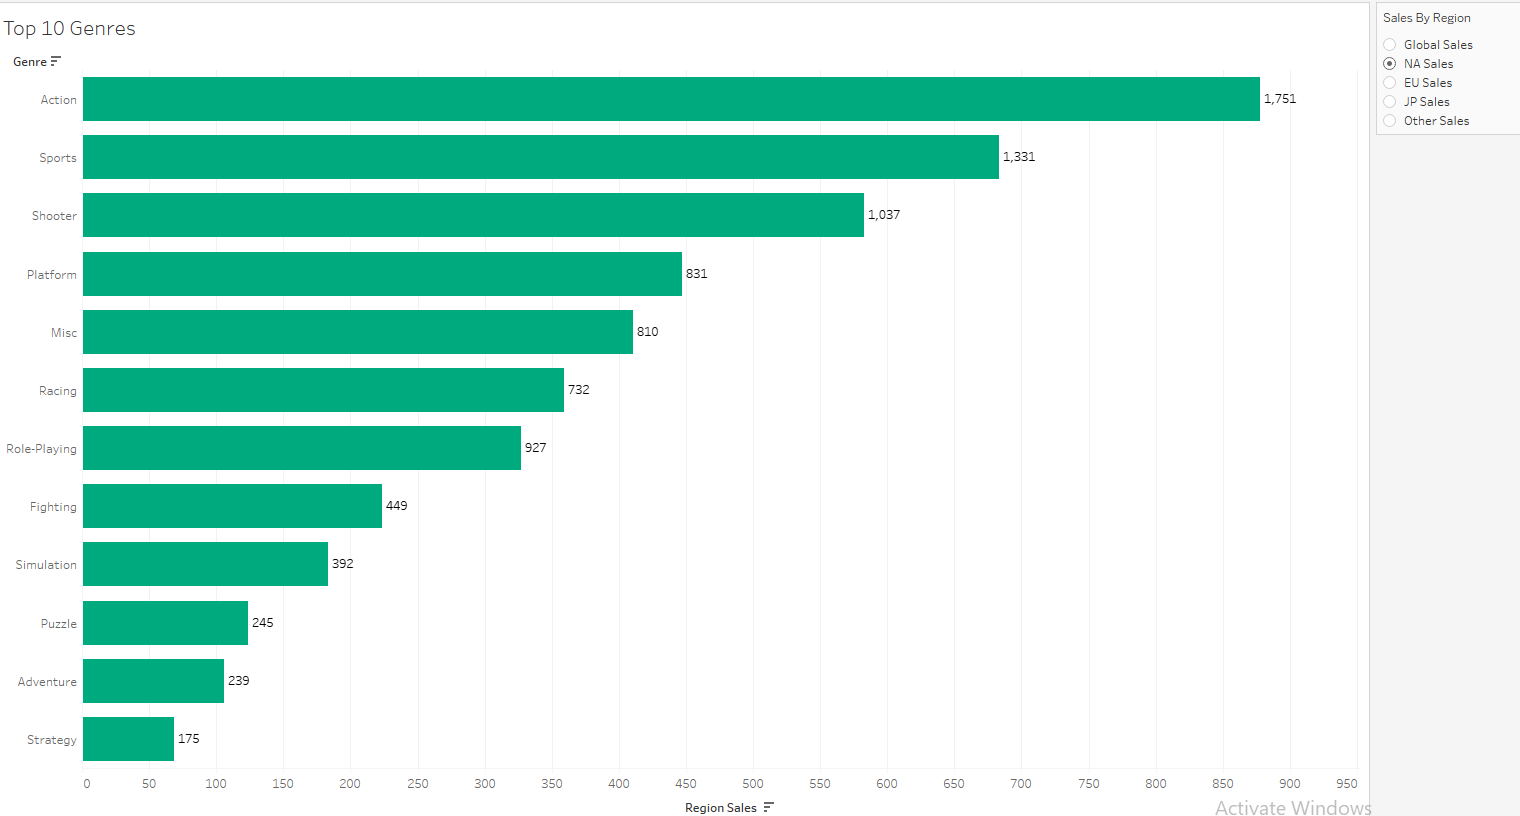 Top 10 Genres
Genre
Action 1,751
Sports 1,331
Shooter 1,037
Platform 831
Misc 810
Racing 732
Role-Playing 927
Fighting 449
Simulation 392
Puzzle 245
Adventure 239
Strategy 175
0 50 100 150 200 250 300 350 400 450 500 550 600 650 700 750 800 850 900 950
Region Sales
Sales By Region
Global Sales
NA Sales
EU Sales
JP Sales
Other Sales
Activate Windows